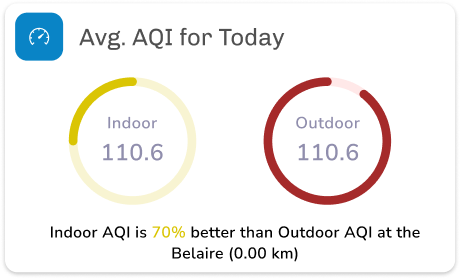 Avg. AQI for Today
Indoor
110.6
Outdoor
110.6
Indoor AQI is 70% better than Outdoor AQI at the
Belaire (0.00 km)